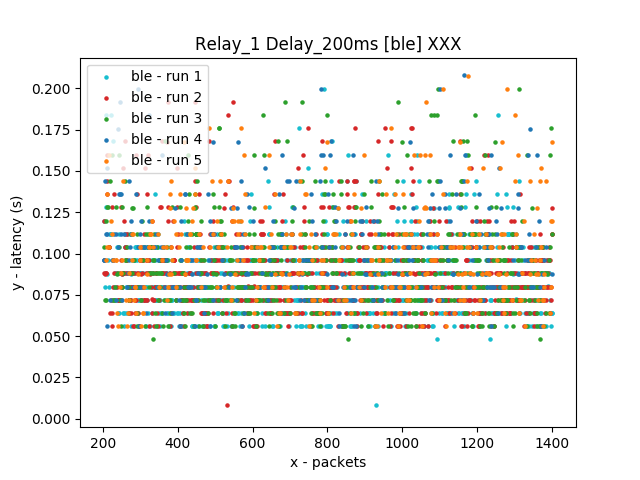 Relay_1 Delay_200ms [ble] XXX
ble - run 1
ble - run 2
ble - run 3
ble - run 4
ble - run 5
y - latency (s)
0.200
0.175
0.150
0.125
0.100
0.075
0.050
0.025
0.000
200 400 600 800 1000 1200 1400
x - packets